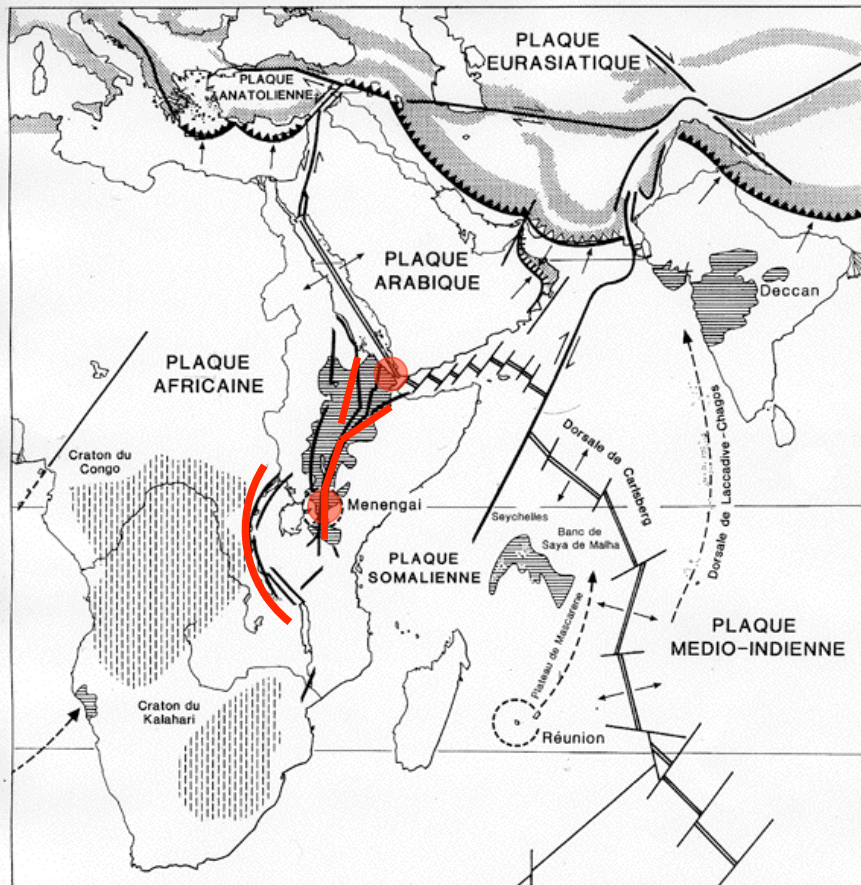 PLAQUE
EURASIATIQUE
PLAQUE
ANATOLIENNE
PLAQUE
ARABIQUE
Deccan
PLAQUE
AFRICAINE
Craton du
Congo
Menengai
Dorsale de Carlsberg
Dorsale de Laccadive-Chagos
Seychelles
Banc de
Saya de Malha
PLAQUE
SOMALIENNE
PLAQUE
MEDIO-INDIENNE
Plateau de Mascarene
Craton du
Kalahari
Réunion